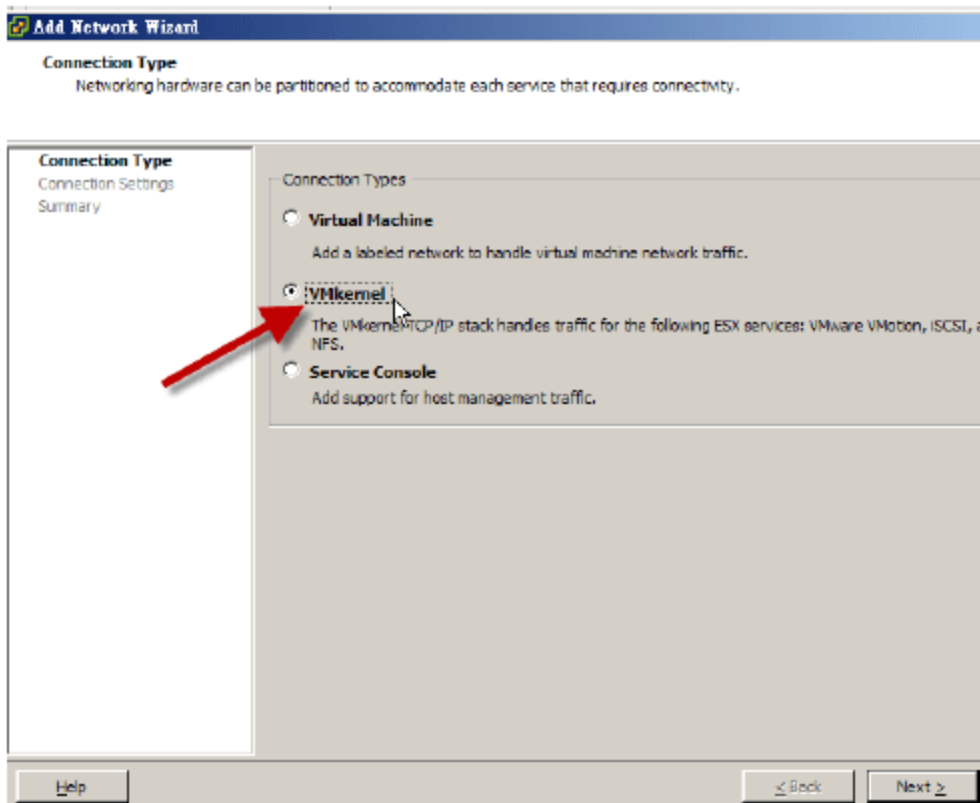 Add Network Wizard
Connection Type
Networking hardware can be partitioned to accommodate each service that requires connectivity.
Connection Type
Connection Settings
Summary
Connection Types
Virtual Machine
Add a labeled network to handle virtual machine network traffic.
VMkernel
The VMkernel TCP/IP stack handles traffic for the following ESX services: VMware VMotion, iSCSI, a
NFS.
Service Console
Add support for host management traffic.
Help
< Back
Next >